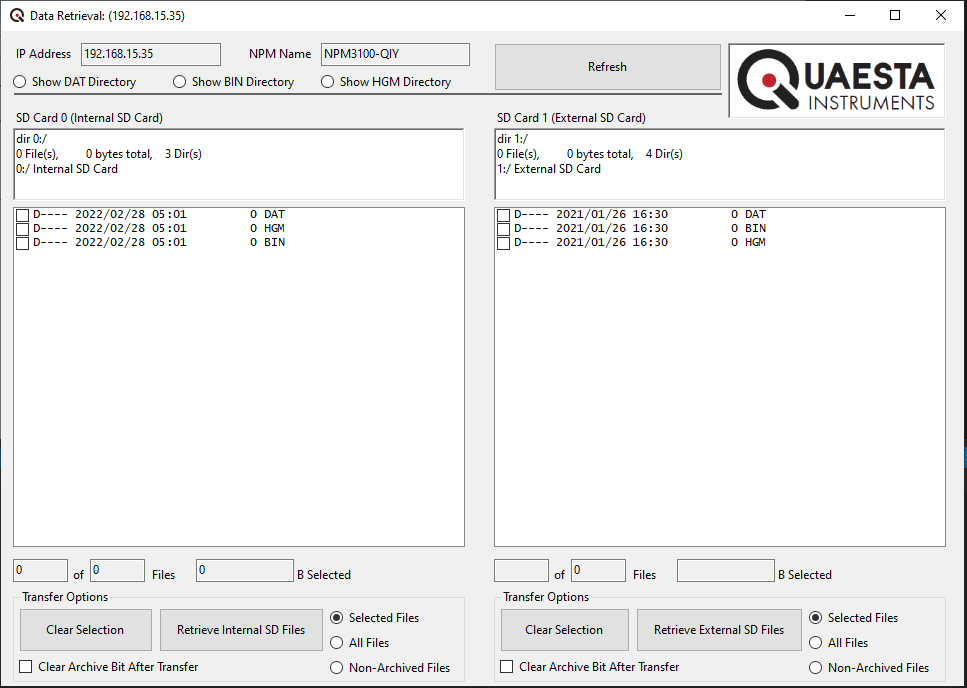 Data Retrieval: (192.168.15.35)
IP Address 192.168.15.35 NPM Name NPM3100-QIY Refresh
Show DAT Directory Show BIN Directory Show HGM Directory
QUAESTA
INSTRUMENTS
SD Card 0 (Internal SD Card)
dir 0:/
0 File(s), 0 bytes total, 3 Dir(s)
0:/ Internal SD Card
D---- 2022/02/28 05:01 0 DAT
D---- 2022/02/28 05:01 0 HGM
D---- 2022/02/28 05:01 0 BIN
0 of 0 Files 0 B Selected
Transfer Options
Clear Selection Retrieve Internal SD Files
Selected Files
All Files
Non-Archived Files
Clear Archive Bit After Transfer
SD Card 1 (External SD Card)
dir 1:/
0 File(s), 0 bytes total, 4 Dir(s)
1:/ External SD Card
D---- 2021/01/26 16:30 0 DAT
D---- 2021/01/26 16:30 0 BIN
D---- 2021/01/26 16:30 0 HGM
of 0 Files B Selected
Transfer Options
Clear Selection Retrieve External SD Files
Selected Files
All Files
Non-Archived Files
Clear Archive Bit After Transfer